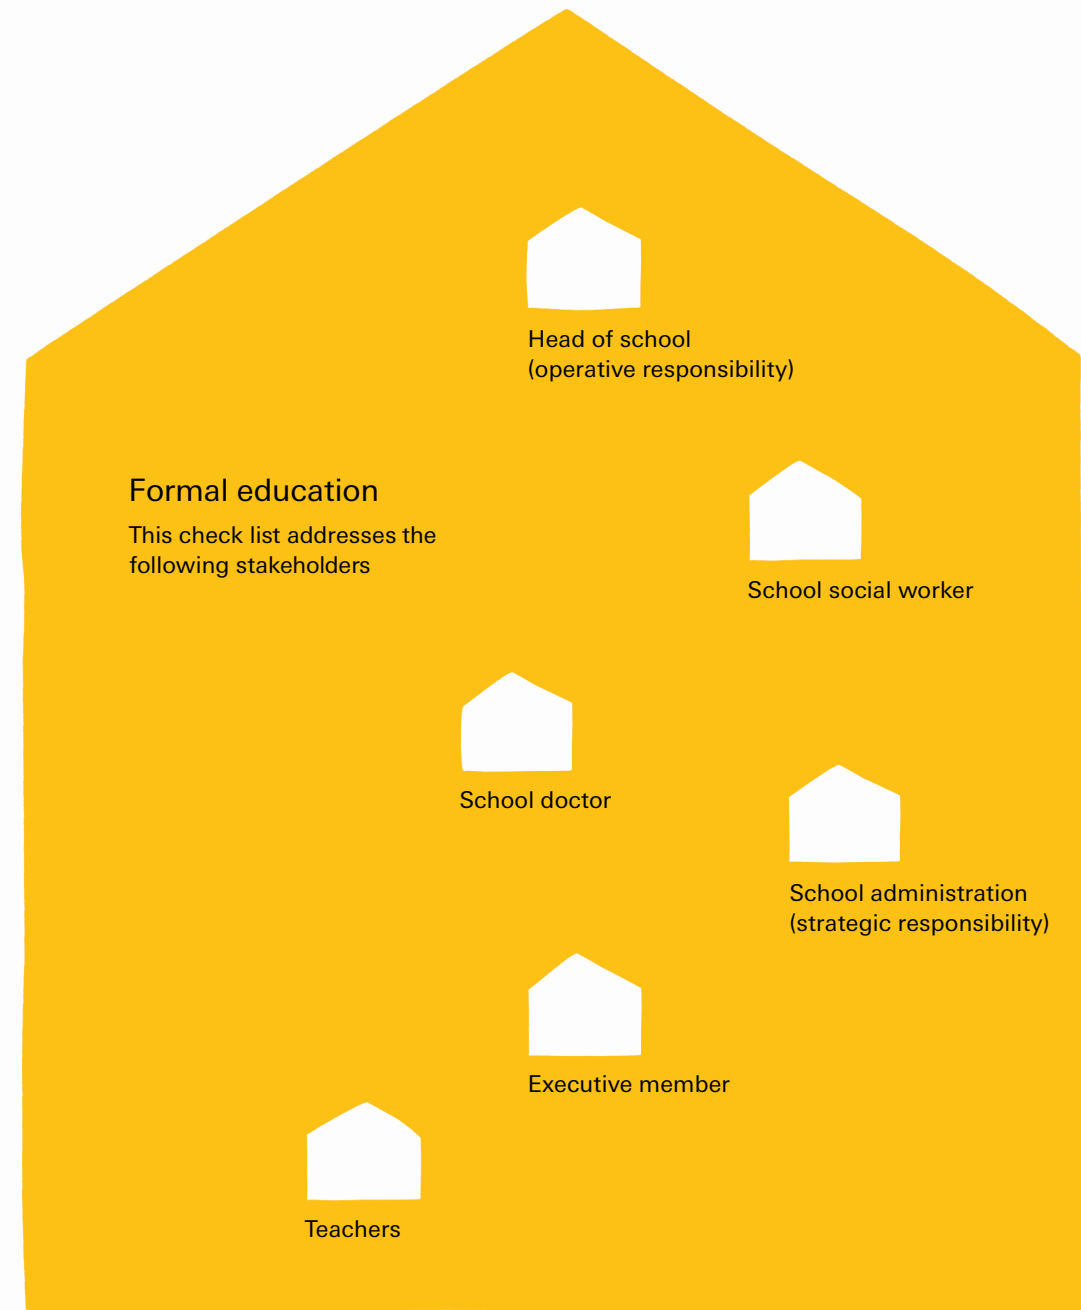 Head of school
(operative responsibility)
Formal education
This check list addresses the
following stakeholders
School social worker
School doctor
School administration
(strategic responsibility)
Executive member
Teachers